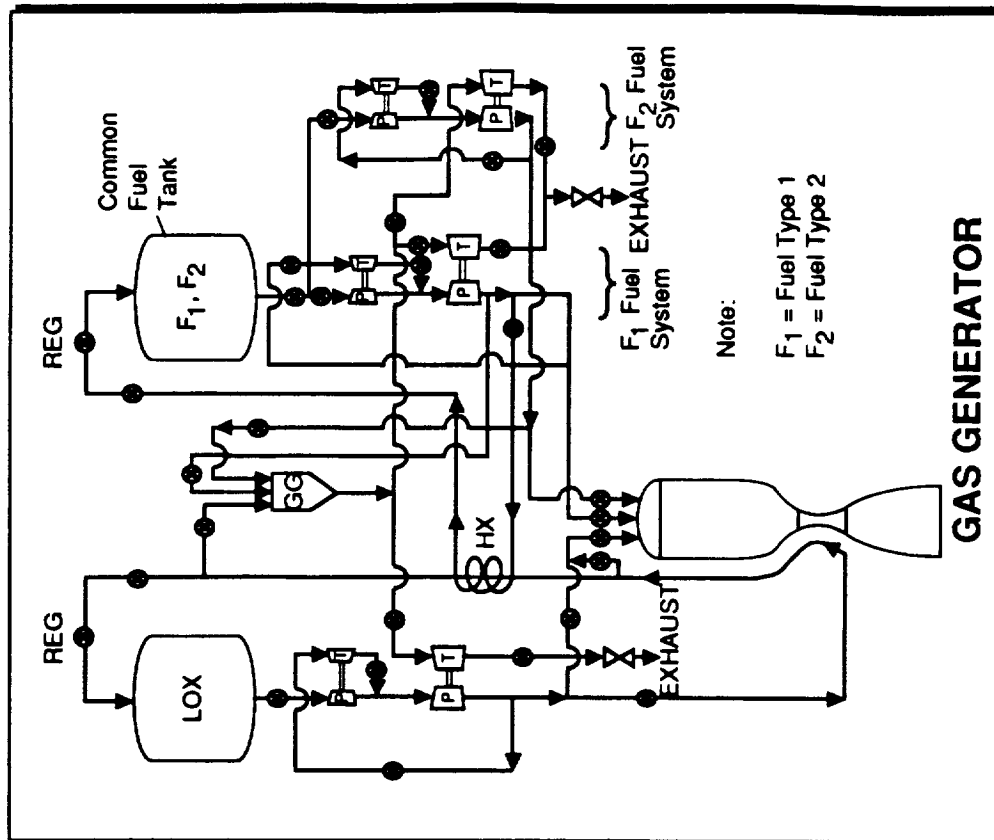 REG
REG
Common
Fuel
Tank
LOX
F1, F2
P
T
P
T
P
T
GG
HX
P
T
P
T
P
T
EXHAUST
EXHAUST
F1 Fuel
System
F2 Fuel
System
Note:
F1 = Fuel Type 1
F2 = Fuel Type 2
GAS GENERATOR